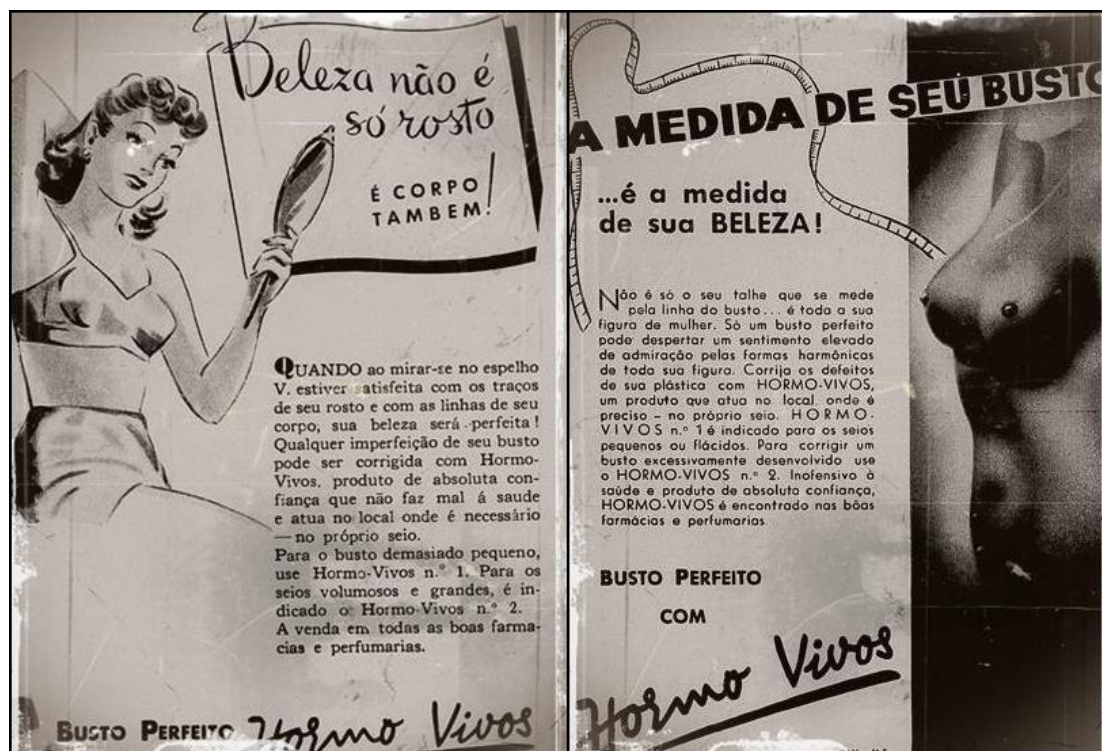 Beleza não é
só rosto
É CORPO
TAMBEM!
QUANDO ao mirar-se no espelho
V. estiver satisfeita com os traços
de seu rosto e com as linhas de seu
corpo, sua beleza será perfeita!
Qualquer imperfeição de seu busto
pode ser corrigida com Hormo-
Vivos, produto de absoluta con-
fiança que não faz mal á saude
e atua no local onde é necessário
— no próprio seio.
Para o busto demasiado pequeno,
use Hormo-Vivos n.º 1. Para os
seios volumosos e grandes, é in-
dicado o Hormo-Vivos n.º 2.
A venda em todas as boas farma-
cias e perfumarias.
BUSTO PERFEITO Hormo Vivos
A MEDIDA DE SEU BUSTO
...é a medida
de sua BELEZA!
Não é só o seu talhe que se mede
pela linha do busto... é toda a sua
figura de mulher. Só um busto perfeito
pode despertar um sentimento elevado
de admiração pelas formas harmônicas
de toda sua figura. Corrija os defeitos
de sua plástica com HORMO-VIVOS,
um produto que atua no local onde é
preciso – no próprio seio. HORMO-
VIVOS n.º 1 é indicado para os seios
pequenos ou flácidos. Para corrigir um
busto excessivamente desenvolvido use
o HORMO-VIVOS n.º 2. Inofensivo à
saúde e produto de absoluta confiança,
HORMO-VIVOS é encontrado nas bôas
farmácias e perfumarias.
BUSTO PERFEITO
COM
Hormo Vivos